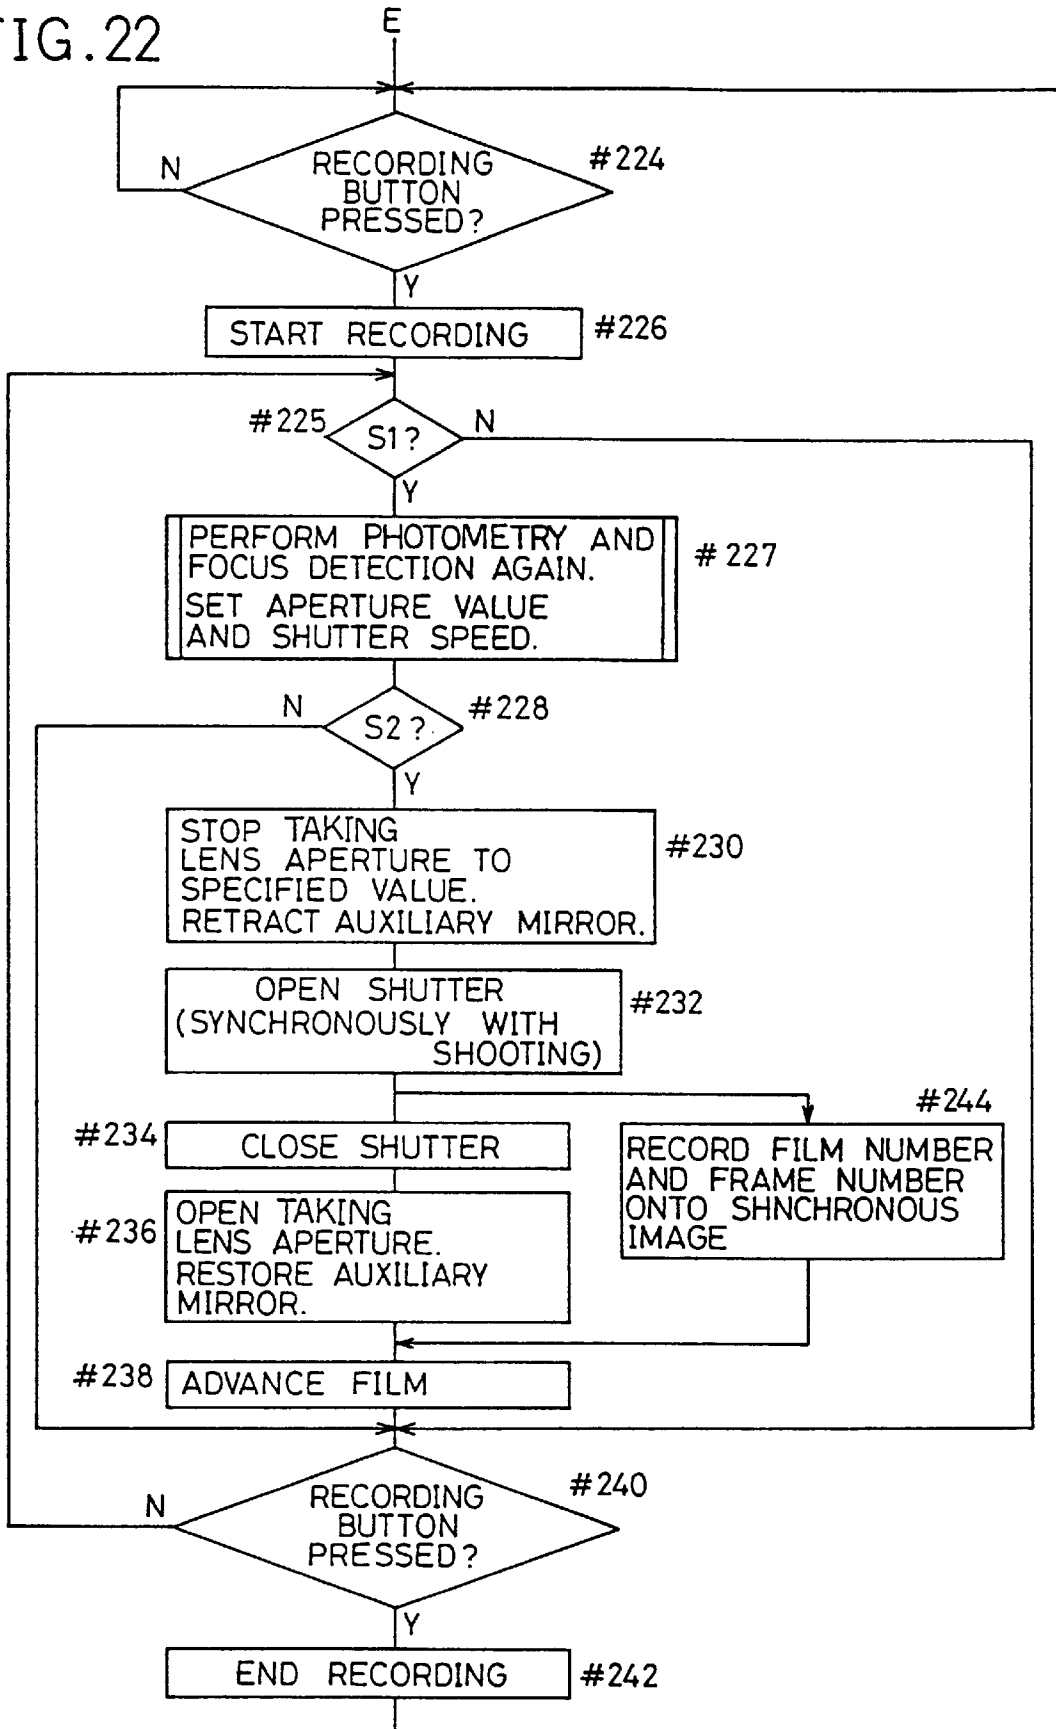 FIG.22
E
N
RECORDING
BUTTON
PRESSED?
#224
Y
START RECORDING
#226
#225
S1?
N
Y
PERFORM PHOTOMETRY AND
FOCUS DETECTION AGAIN.
SET APERTURE VALUE
AND SHUTTER SPEED.
#227
N
S2?
#228
Y
STOP TAKING
LENS APERTURE TO
SPECIFIED VALUE.
RETRACT AUXILIARY MIRROR.
#230
OPEN SHUTTER
(SYNCHRONOUSLY WITH
SHOOTING)
#232
#244
#234
CLOSE SHUTTER
RECORD FILM NUMBER
AND FRAME NUMBER
ONTO SHNCHRONOUS
IMAGE
#236
OPEN TAKING
LENS APERTURE.
RESTORE AUXILIARY
MIRROR.
#238
ADVANCE FILM
N
RECORDING
BUTTON
PRESSED?
#240
Y
END RECORDING
#242